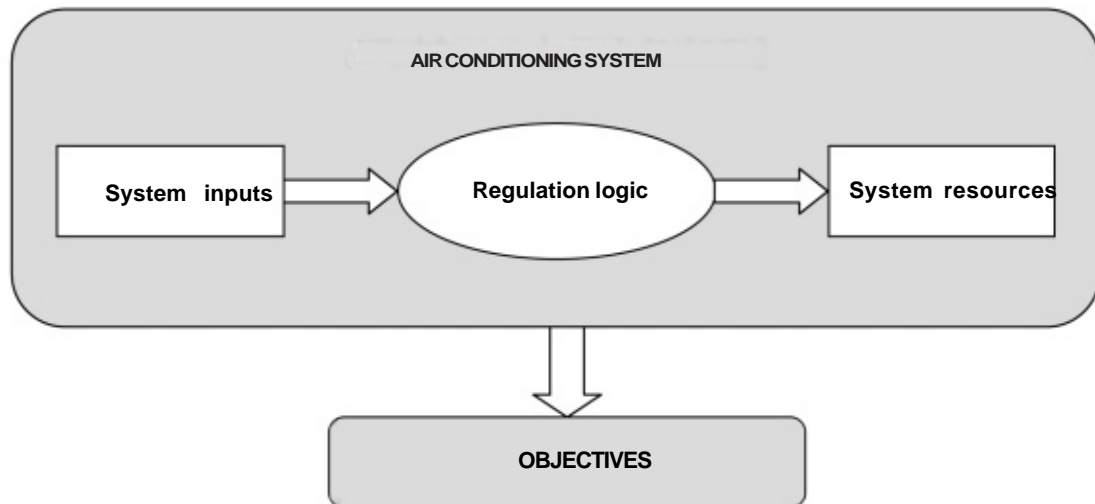 AIR CONDITIONING SYSTEM
System inputs
Regulation logic
System resources
OBJECTIVES